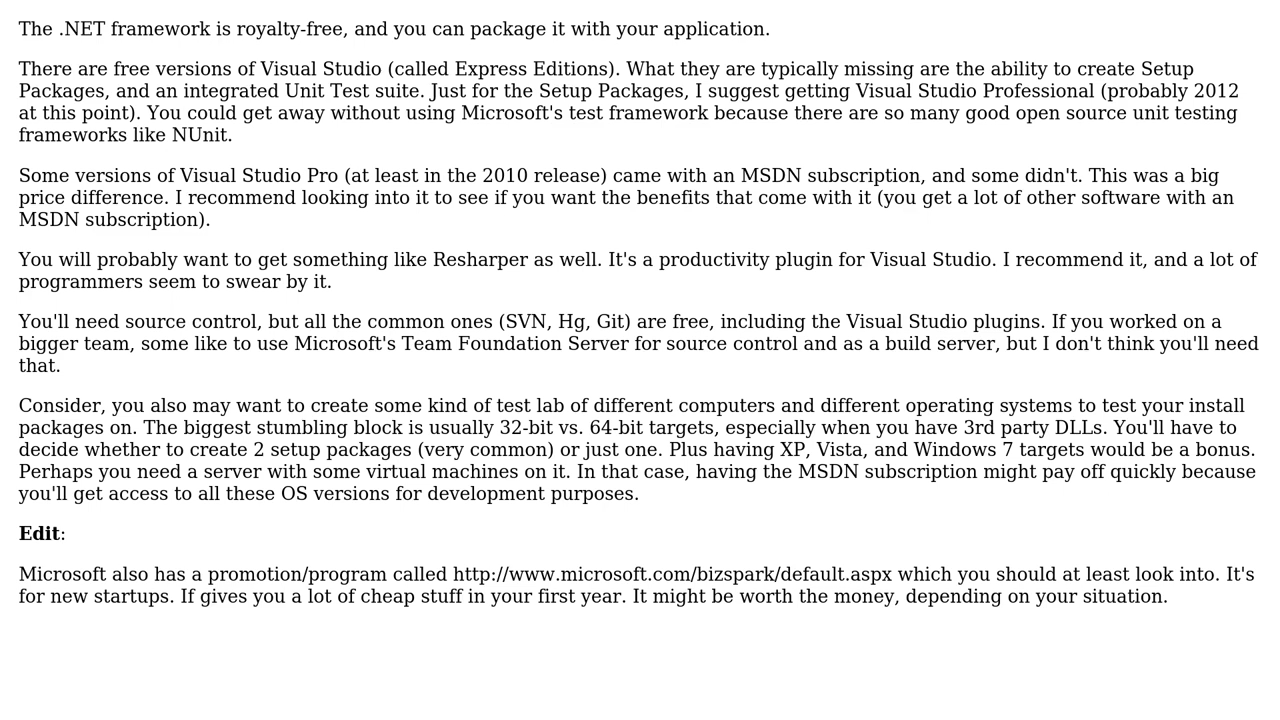 The .NET framework is royalty-free, and you can package it with your application.
There are free versions of Visual Studio (called Express Editions). What they are typically missing are the ability to create Setup
Packages, and an integrated Unit Test suite. Just for the Setup Packages, I suggest getting Visual Studio Professional (probably 2012
at this point). You could get away without using Microsoft's test framework because there are so many good open source unit testing
frameworks like NUnit.
Some versions of Visual Studio Pro (at least in the 2010 release) came with an MSDN subscription, and some didn't. This was a big
price difference. I recommend looking into it to see if you want the benefits that come with it (you get a lot of other software with an
MSDN subscription).
You will probably want to get something like Resharper as well. It's a productivity plugin for Visual Studio. I recommend it, and a lot of
programmers seem to swear by it.
You'll need source control, but all the common ones (SVN, Hg, Git) are free, including the Visual Studio plugins. If you worked on a
bigger team, some like to use Microsoft's Team Foundation Server for source control and as a build server, but I don't think you'll need
that.
Consider, you also may want to create some kind of test lab of different computers and different operating systems to test your install
packages on. The biggest stumbling block is usually 32-bit vs. 64-bit targets, especially when you have 3rd party DLLs. You'll have to
decide whether to create 2 setup packages (very common) or just one. Plus having XP, Vista, and Windows 7 targets would be a bonus.
Perhaps you need a server with some virtual machines on it. In that case, having the MSDN subscription might pay off quickly because
you'll get access to all these OS versions for development purposes.
Edit:
Microsoft also has a promotion/program called http://www.microsoft.com/bizspark/default.aspx which you should at least look into. It's
for new startups. If gives you a lot of cheap stuff in your first year. It might be worth the money, depending on your situation.